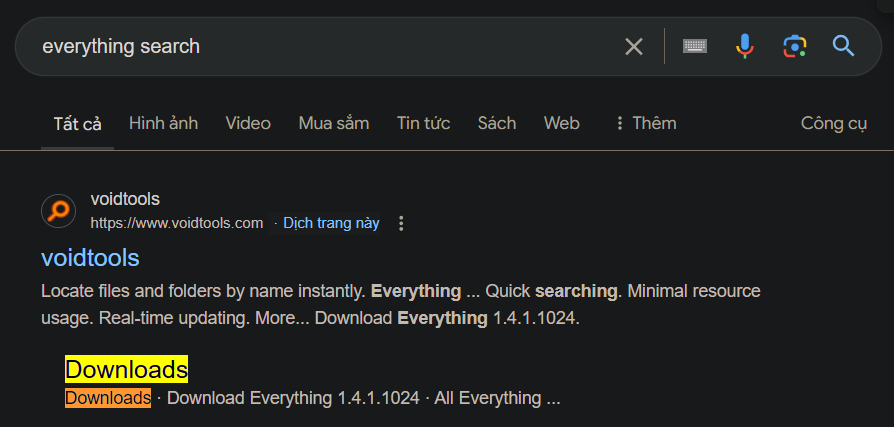 everything search
Tất cả Hình ảnh Video Mua sắm Tin tức Sách Web Thêm Công cụ
voidtools
https://www.voidtools.com · Dịch trang này
voidtools
Locate files and folders by name instantly. Everything ... Quick searching. Minimal resource
usage. Real-time updating. More... Download Everything 1.4.1.1024.
Downloads
Downloads · Download Everything 1.4.1.1024 · All Everything ...